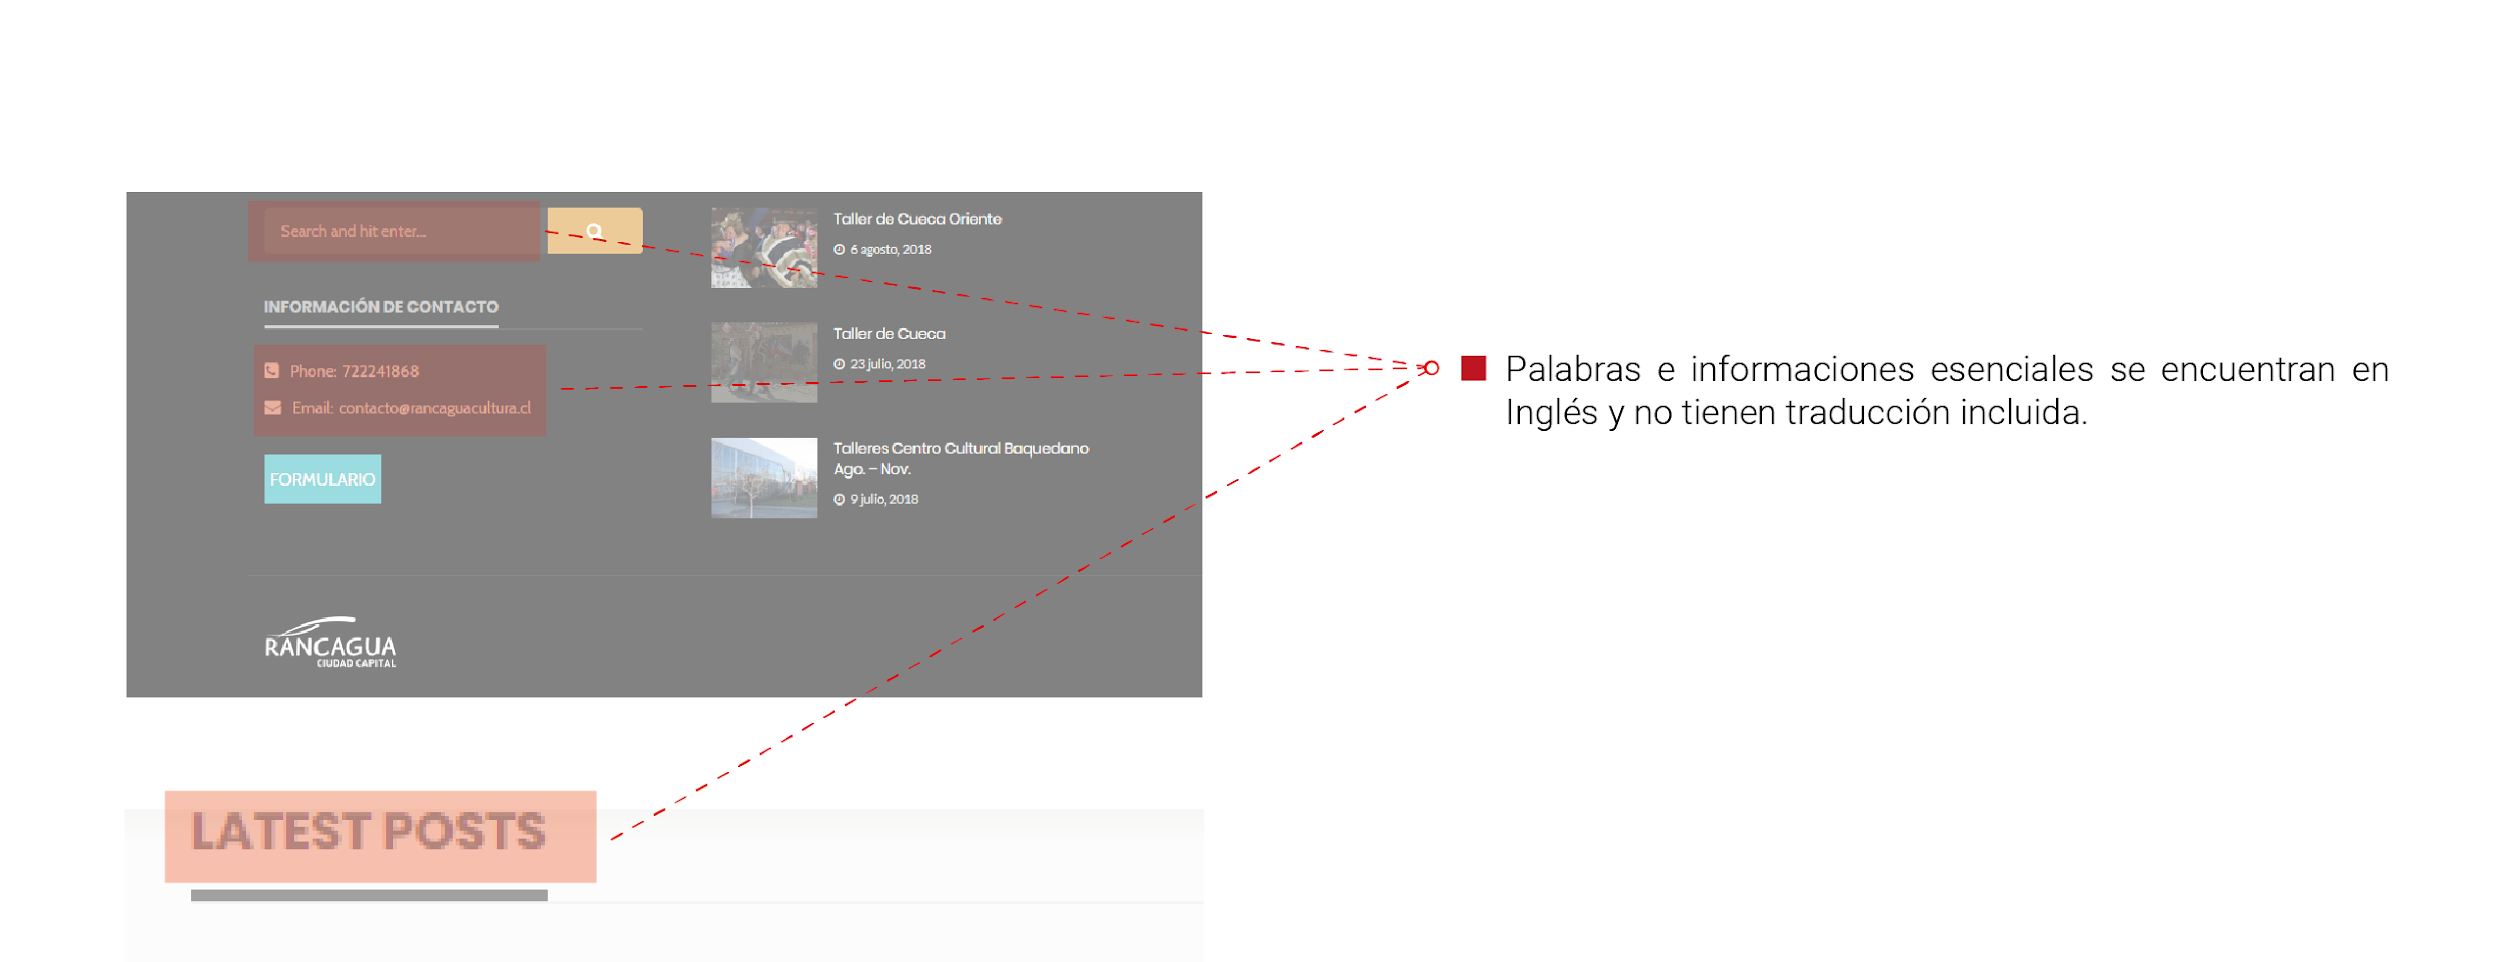 Search and hit enter...
INFORMACIÓN DE CONTACTO
Phone: 722241868
Email: contacto@rancaguacultura.cl
FORMULARIO
Taller de Cueca Oriente
6 agosto, 2018
Taller de Cueca
23 julio, 2018
Talleres Centro Cultural Baquedano
Ago. – Nov.
9 julio, 2018
RANCAGUA
CIUDAD CAPITAL
LATEST POSTS
Palabras e informaciones esenciales se encuentran en
Inglés y no tienen traducción incluida.